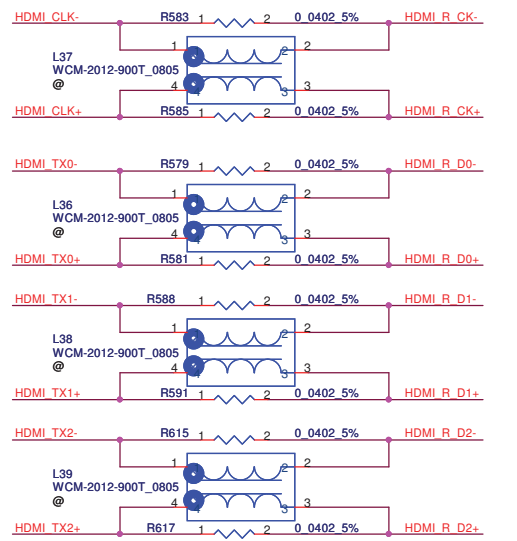 HDMI_CLK- R583 1 2 0_0402_5% HDMI_R_CK-
1 2 2
L37
WCM-2012-900T_0805
@
4 3 3
HDMI_CLK+ R585 1 2 0_0402_5% HDMI_R_CK+
HDMI_TX0- R579 1 2 0_0402_5% HDMI_R_D0-
1 2 2
L36
WCM-2012-900T_0805
@
4 3 3
HDMI_TX0+ R581 1 2 0_0402_5% HDMI_R_D0+
HDMI_TX1- R588 1 2 0_0402_5% HDMI_R_D1-
1 2 2
L38
WCM-2012-900T_0805
@
4 3 3
HDMI_TX1+ R591 1 2 0_0402_5% HDMI_R_D1+
HDMI_TX2- R615 1 2 0_0402_5% HDMI_R_D2-
1 2 2
L39
WCM-2012-900T_0805
@
4 3 3
HDMI_TX2+ R617 1 2 0_0402_5% HDMI_R_D2+